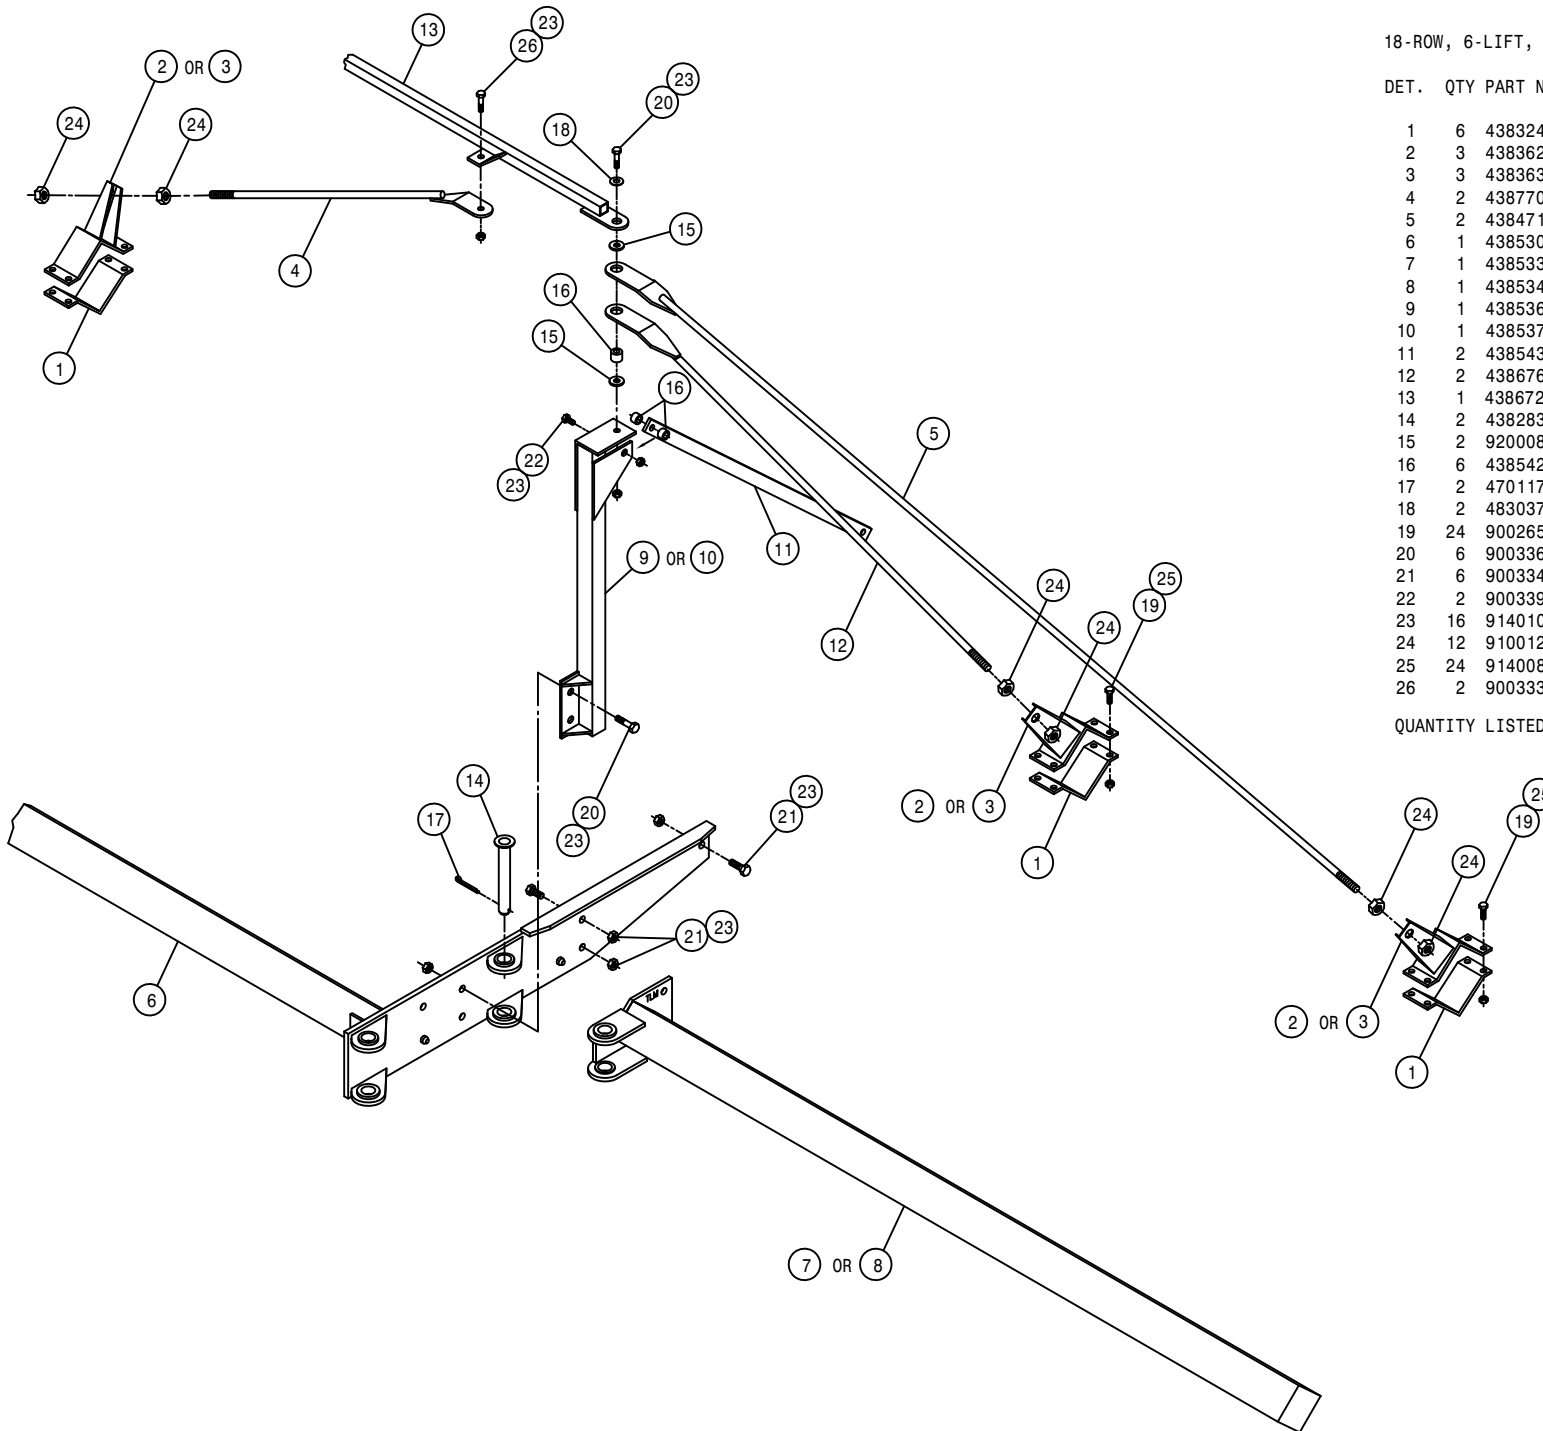 18-ROW, 6-LIFT,
DET. QTY PART N
1 6 438324
2 3 438362
3 3 438363
4 2 438770
5 2 438471
6 1 438530
7 1 438533
8 1 438534
9 1 438536
10 1 438537
11 2 438543
12 2 438676
13 1 438672
14 2 438283
15 2 920008
16 6 438542
17 2 470117
18 2 483037
19 24 900265
20 6 900336
21 6 900334
22 2 900339
23 16 914010
24 12 910012
25 24 914008
26 2 900333
QUANTITY LISTED
13
23
26
2 OR 3
23
20
24
24
18
15
4
16
1
15
16
5
22
23
11
9 OR 10
25
19
24
24
12
14
23
21
2 OR 3
20
23
17
1
25
19
24
24
21 23
6
TLM
2 OR 3
1
7 OR 8